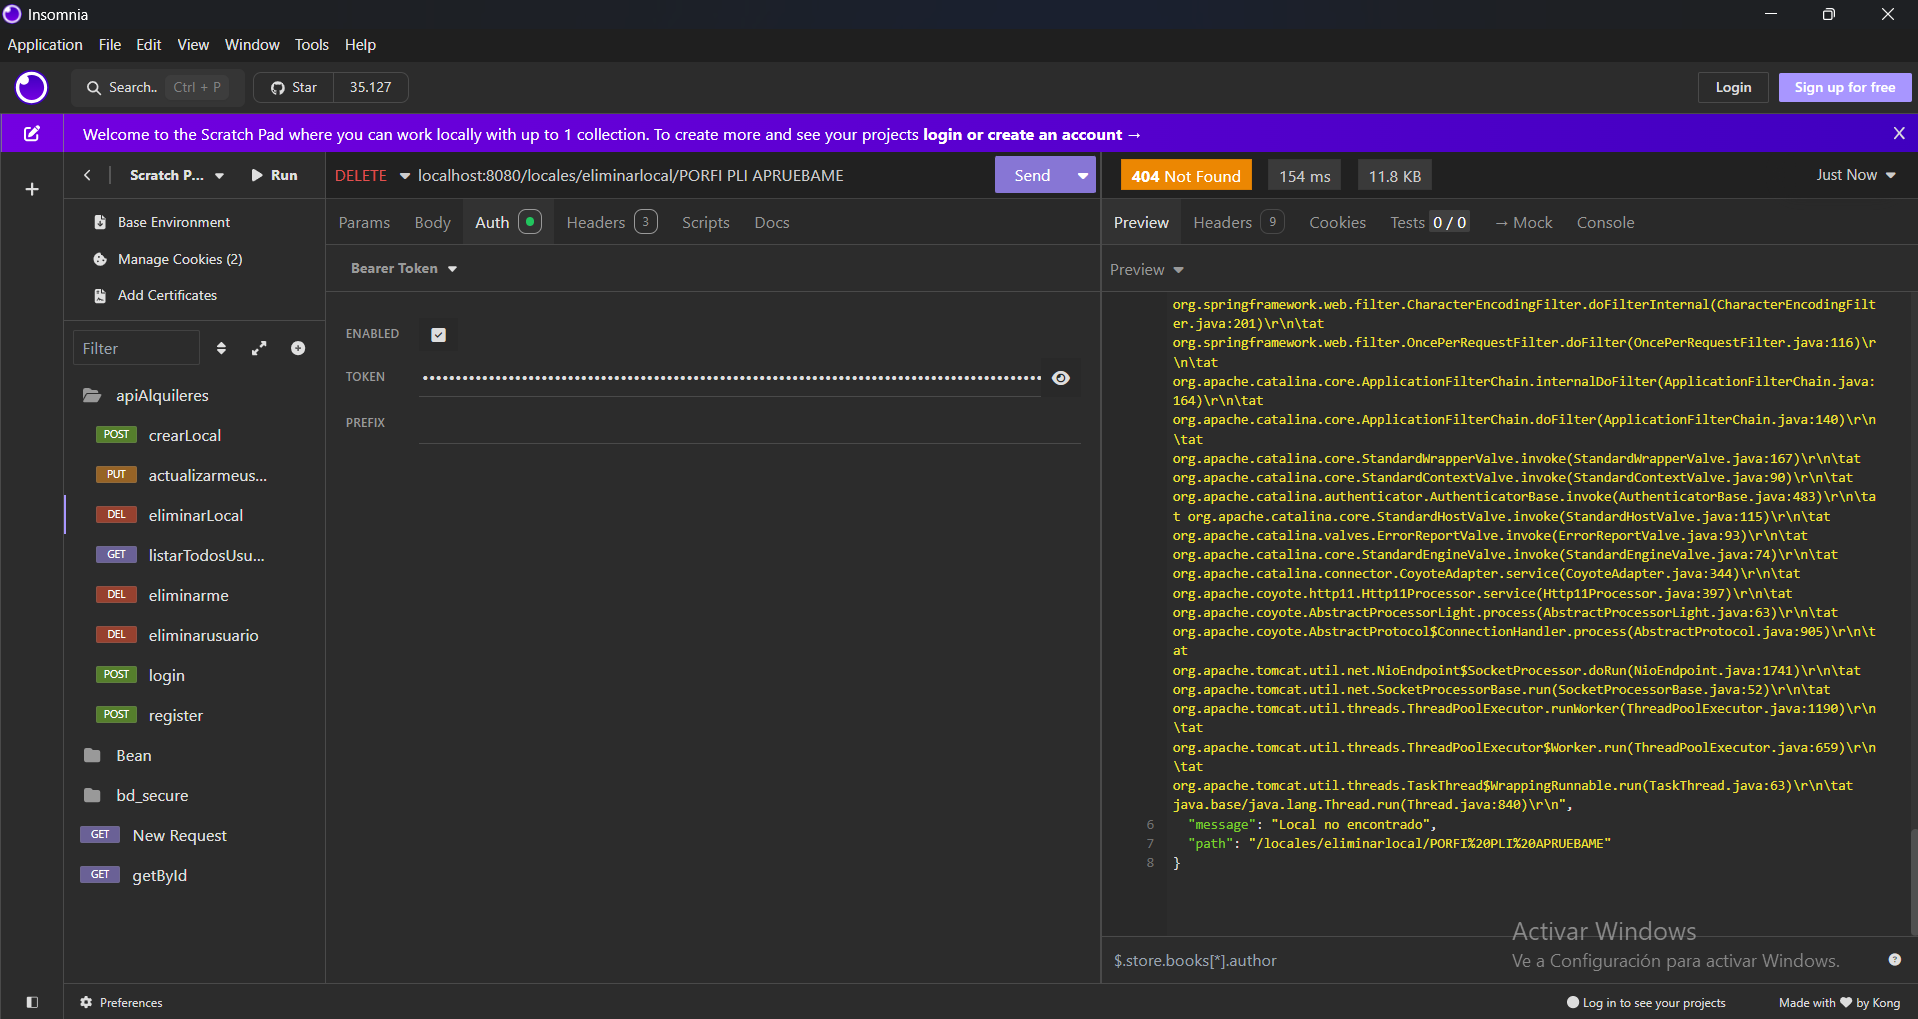 Insomnia
Application File Edit View Window Tools Help
Search.. Ctrl + P Star 35.127 Login Sign up for free
Welcome to the Scratch Pad where you can work locally with up to 1 collection. To create more and see your projects login or create an account →
Scratch P... Run
Base Environment
Manage Cookies (2)
Add Certificates
Filter
apiAlquileres
POST crearLocal
PUT actualizarmeus...
DEL eliminarLocal
GET listarTodosUsu...
DEL eliminarme
DEL eliminarusuario
POST login
POST register
Bean
bd_secure
GET New Request
GET getById
DELETE localhost:8080/locales/eliminarlocal/PORFI PLI APRUEBAME Send
Params Body Auth Headers 3 Scripts Docs
Bearer Token
ENABLED
TOKEN ••••••••••••••••••••••••••••••••••••••••••••••••••••••••••••••••••••••••••••••••••••••••••
PREFIX
404 Not Found 154 ms 11.8 KB Just Now
Preview Headers 9 Cookies Tests 0 / 0 → Mock Console
Preview
org.springframework.web.filter.CharacterEncodingFilter.doFilterInternal(CharacterEncodingFilt
er.java:201)\r\n\tat
org.springframework.web.filter.OncePerRequestFilter.doFilter(OncePerRequestFilter.java:116)\r
\n\tat
org.apache.catalina.core.ApplicationFilterChain.internalDoFilter(ApplicationFilterChain.java:
164)\r\n\tat
org.apache.catalina.core.ApplicationFilterChain.doFilter(ApplicationFilterChain.java:140)\r\n
\tat
org.apache.catalina.core.StandardWrapperValve.invoke(StandardWrapperValve.java:167)\r\n\tat
org.apache.catalina.core.StandardContextValve.invoke(StandardContextValve.java:90)\r\n\tat
org.apache.catalina.authenticator.AuthenticatorBase.invoke(AuthenticatorBase.java:483)\r\n\ta
t org.apache.catalina.core.StandardHostValve.invoke(StandardHostValve.java:115)\r\n\tat
org.apache.catalina.valves.ErrorReportValve.invoke(ErrorReportValve.java:93)\r\n\tat
org.apache.catalina.core.StandardEngineValve.invoke(StandardEngineValve.java:74)\r\n\tat
org.apache.catalina.connector.CoyoteAdapter.service(CoyoteAdapter.java:344)\r\n\tat
org.apache.coyote.http11.Http11Processor.service(Http11Processor.java:397)\r\n\tat
org.apache.coyote.AbstractProcessorLight.process(AbstractProcessorLight.java:63)\r\n\tat
org.apache.coyote.AbstractProtocol$ConnectionHandler.process(AbstractProtocol.java:905)\r\n\t
at
org.apache.tomcat.util.net.NioEndpoint$SocketProcessor.doRun(NioEndpoint.java:1741)\r\n\tat
org.apache.tomcat.util.net.SocketProcessorBase.run(SocketProcessorBase.java:52)\r\n\tat
org.apache.tomcat.util.threads.ThreadPoolExecutor.runWorker(ThreadPoolExecutor.java:1190)\r\n
\tat
org.apache.tomcat.util.threads.ThreadPoolExecutor$Worker.run(ThreadPoolExecutor.java:659)\r\n
\tat
org.apache.tomcat.util.threads.TaskThread$WrappingRunnable.run(TaskThread.java:63)\r\n\tat
java.base/java.lang.Thread.run(Thread.java:840)\r\n",
6 "message": "Local no encontrado",
7 "path": "/locales/eliminarlocal/PORFI%20PLI%20APRUEBAME"
8 }
Activar Windows
Ve a Configuración para activar Windows.
$.store.books[*].author
Preferences
Log in to see your projects Made with by Kong